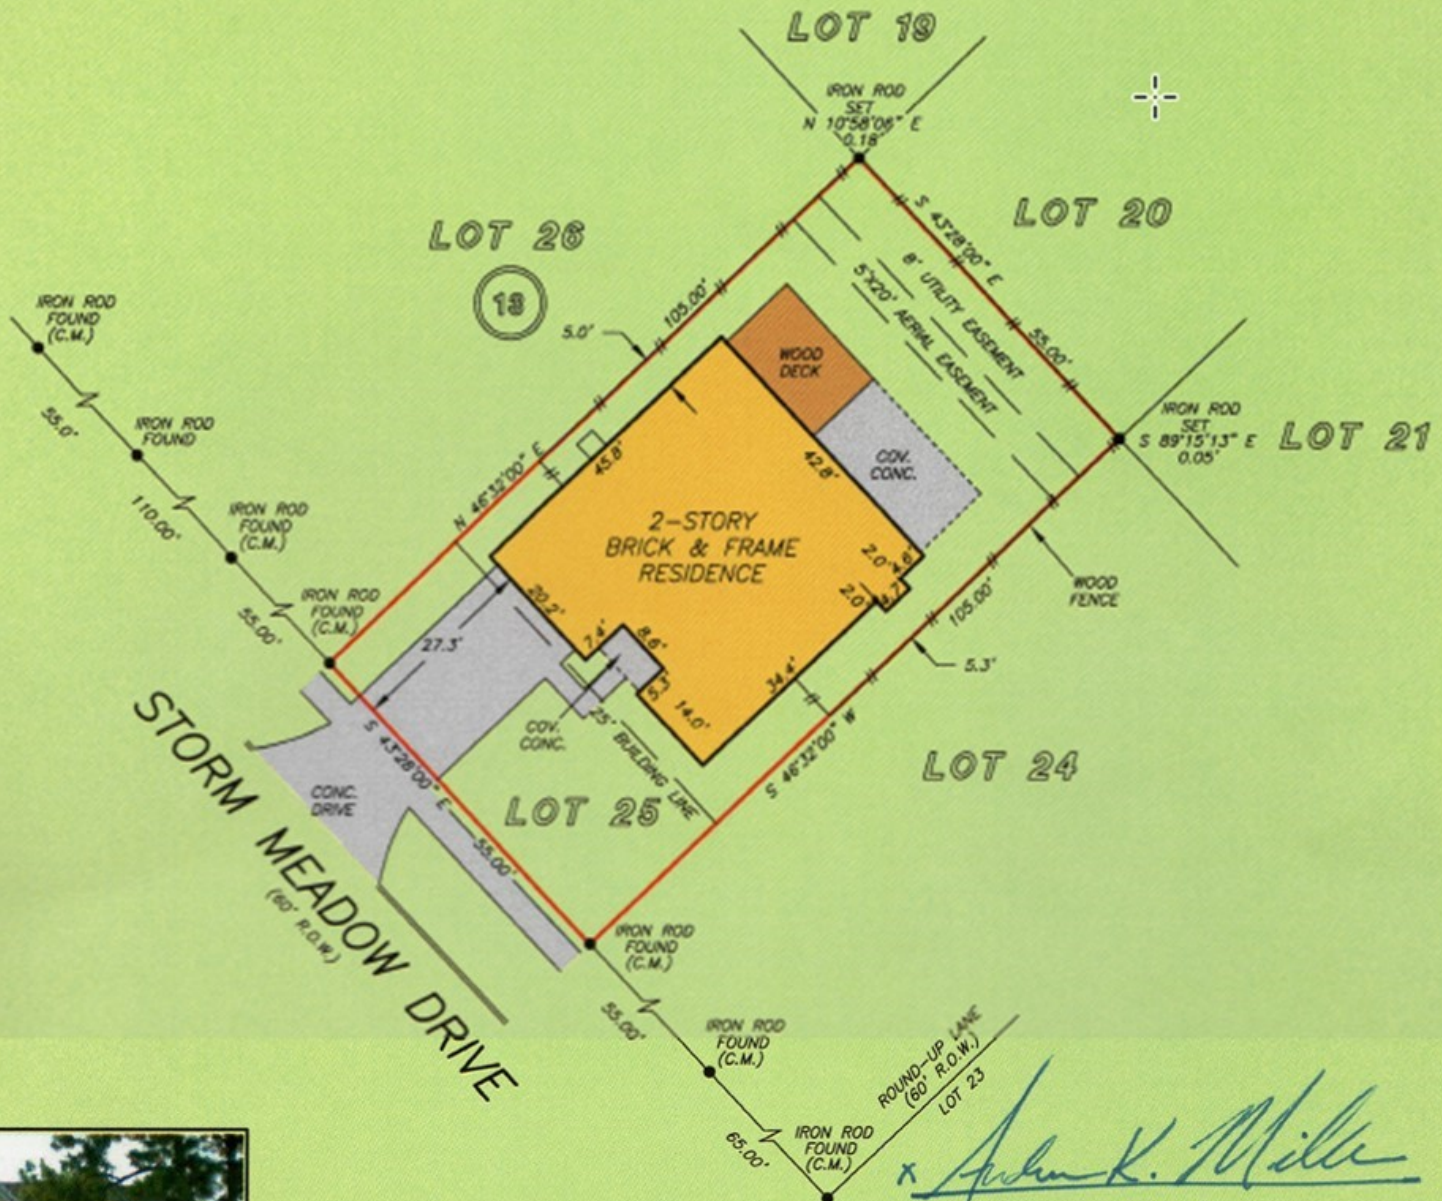 LOT 19
IRON ROD
SET
N 10°58'06" E
0.18'
LOT 26
13
LOT 20
S 43°28'00" E
55.00'
8' UTILITY EASEMENT
5'X20' AERIAL EASEMENT
105.00'
5.0'
IRON ROD
FOUND
(C.M.)
55.0'
IRON ROD
FOUND
110.00'
IRON ROD
FOUND
(C.M.)
55.00'
IRON ROD
FOUND
(C.M.)
N 46°32'00" E
WOOD
DECK
COV.
CONC.
IRON ROD
SET
S 89°15'13" E
0.05'
LOT 21
45.8'
42.8'
2-STORY
BRICK & FRAME
RESIDENCE
2.0'
4.6'
2.0'
4.7'
WOOD
FENCE
105.00'
5.3'
20.2'
27.3'
7.4'
8.6'
5.3'
14.0'
34.4'
S 46°32'00" W
COV.
CONC.
25' BUILDING LINE
LOT 24
S 43°28'00" E
55.00'
CONC.
DRIVE
LOT 25
STORM MEADOW DRIVE
(60' R.O.W.)
IRON ROD
FOUND
(C.M.)
55.00'
IRON ROD
FOUND
(C.M.)
65.00'
IRON ROD
FOUND
(C.M.)
ROUND-UP LANE
(60' R.O.W.)
LOT 23
x Andrew K. Miller